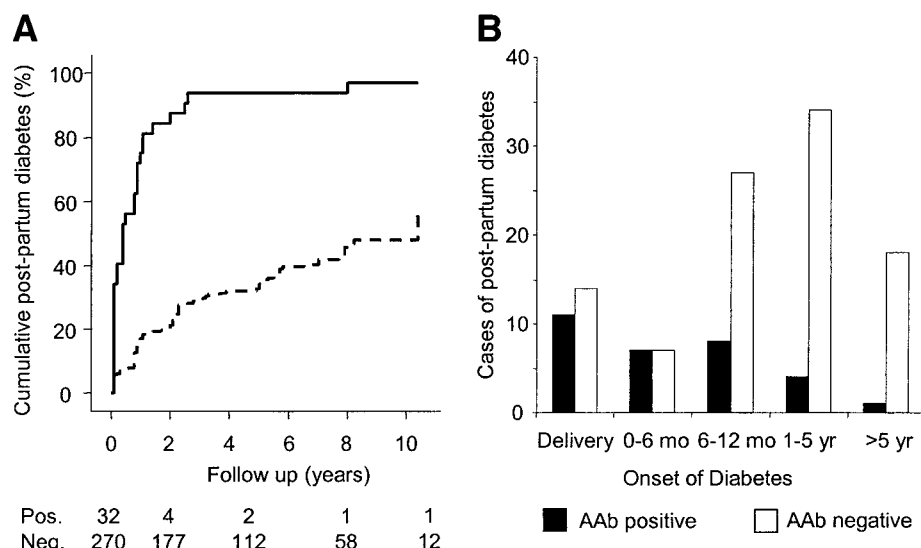 A
Cumulative post-partum diabetes (%)
100
80
60
40
20
0
0 2 4 6 8 10
Follow up (years)
Pos. 32 4 2 1 1
Neg. 270 177 112 58 12
B
Cases of post-partum diabetes
40
30
20
10
0
Delivery 0-6 mo 6-12 mo 1-5 yr >5 yr
Onset of Diabetes
AAb positive AAb negative